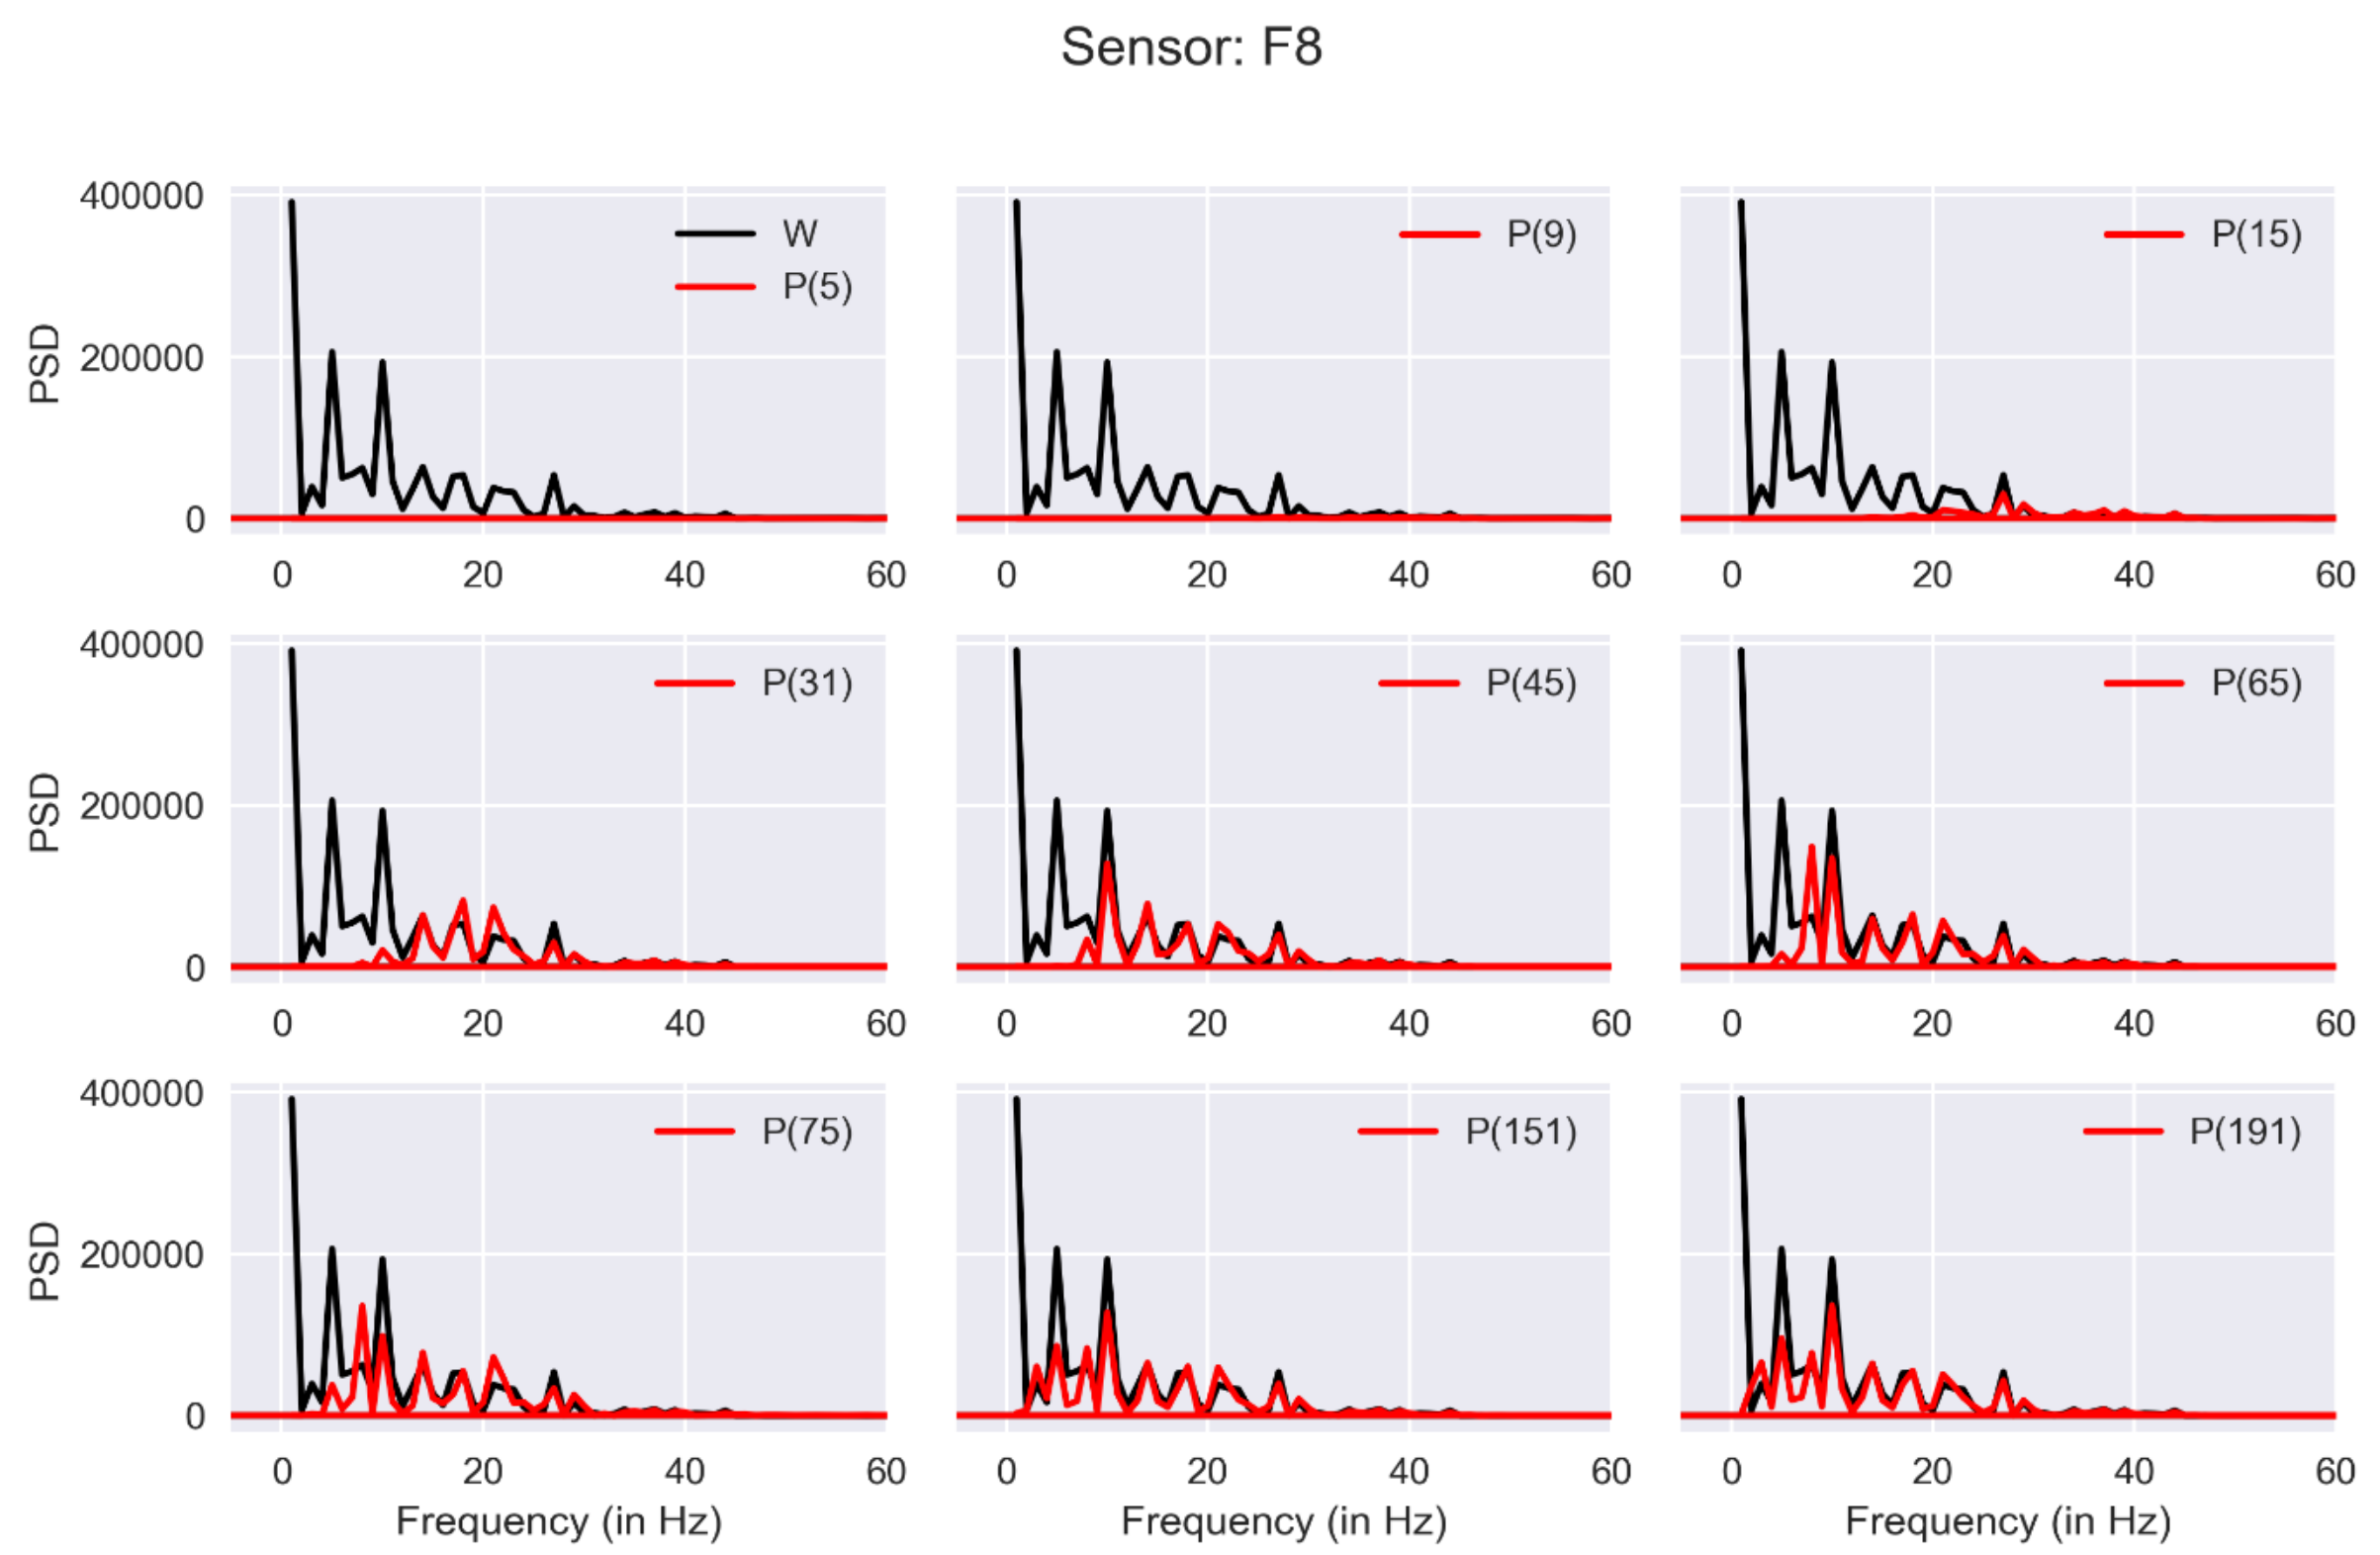 Sensor: F8
400000
200000
0
PSD
W
P(5)
0 20 40 60
P(9)
0 20 40 60
P(15)
0 20 40 60
400000
200000
0
PSD
P(31)
0 20 40 60
P(45)
0 20 40 60
P(65)
0 20 40 60
400000
200000
0
PSD
P(75)
0 20 40 60
Frequency (in Hz)
P(151)
0 20 40 60
Frequency (in Hz)
P(191)
0 20 40 60
Frequency (in Hz)